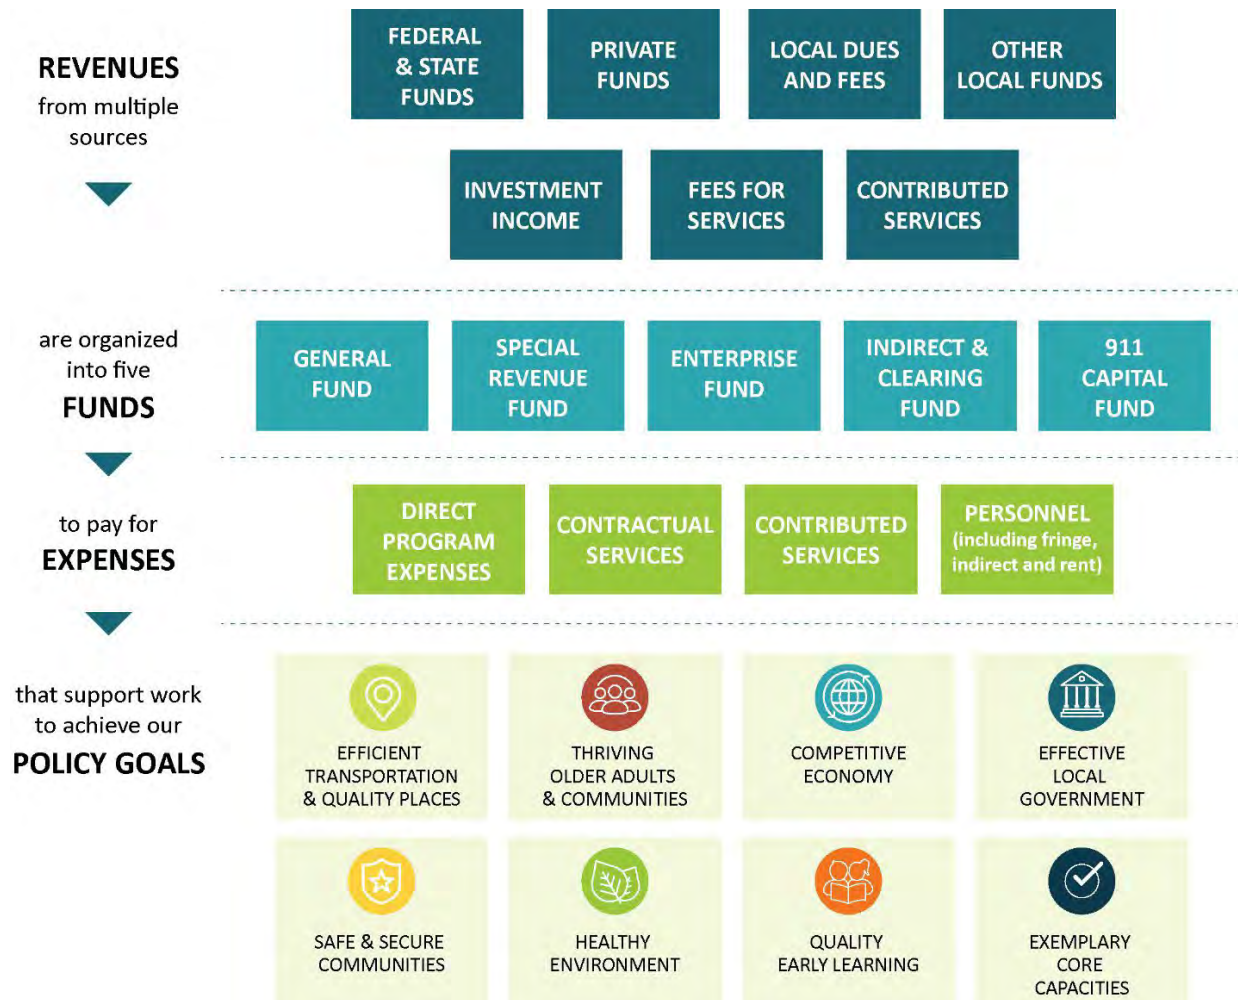 REVENUES
from multiple
sources
FEDERAL
& STATE
FUNDS
PRIVATE
FUNDS
LOCAL DUES
AND FEES
OTHER
LOCAL FUNDS
INVESTMENT
INCOME
FEES FOR
SERVICES
CONTRIBUTED
SERVICES
are organized
into five
FUNDS
GENERAL
FUND
SPECIAL
REVENUE
FUND
ENTERPRISE
FUND
INDIRECT &
CLEARING
FUND
911
CAPITAL
FUND
to pay for
EXPENSES
DIRECT
PROGRAM
EXPENSES
CONTRACTUAL
SERVICES
CONTRIBUTED
SERVICES
PERSONNEL
(including fringe,
indirect and rent)
that support work
to achieve our
POLICY GOALS
EFFICIENT
TRANSPORTATION
& QUALITY PLACES
THRIVING
OLDER ADULTS
& COMMUNITIES
COMPETITIVE
ECONOMY
EFFECTIVE
LOCAL
GOVERNMENT
SAFE & SECURE
COMMUNITIES
HEALTHY
ENVIRONMENT
QUALITY
EARLY LEARNING
EXEMPLARY
CORE
CAPACITIES